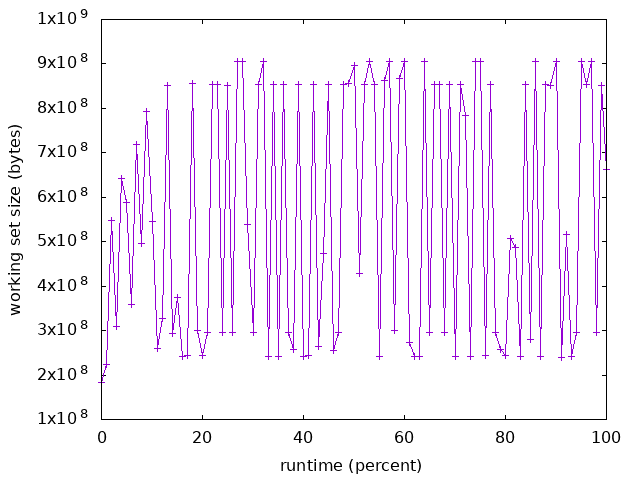 1x10^9
9x10^8
8x10^8
7x10^8
6x10^8
5x10^8
4x10^8
3x10^8
2x10^8
1x10^8
working set size (bytes)
0 20 40 60 80 100
runtime (percent)